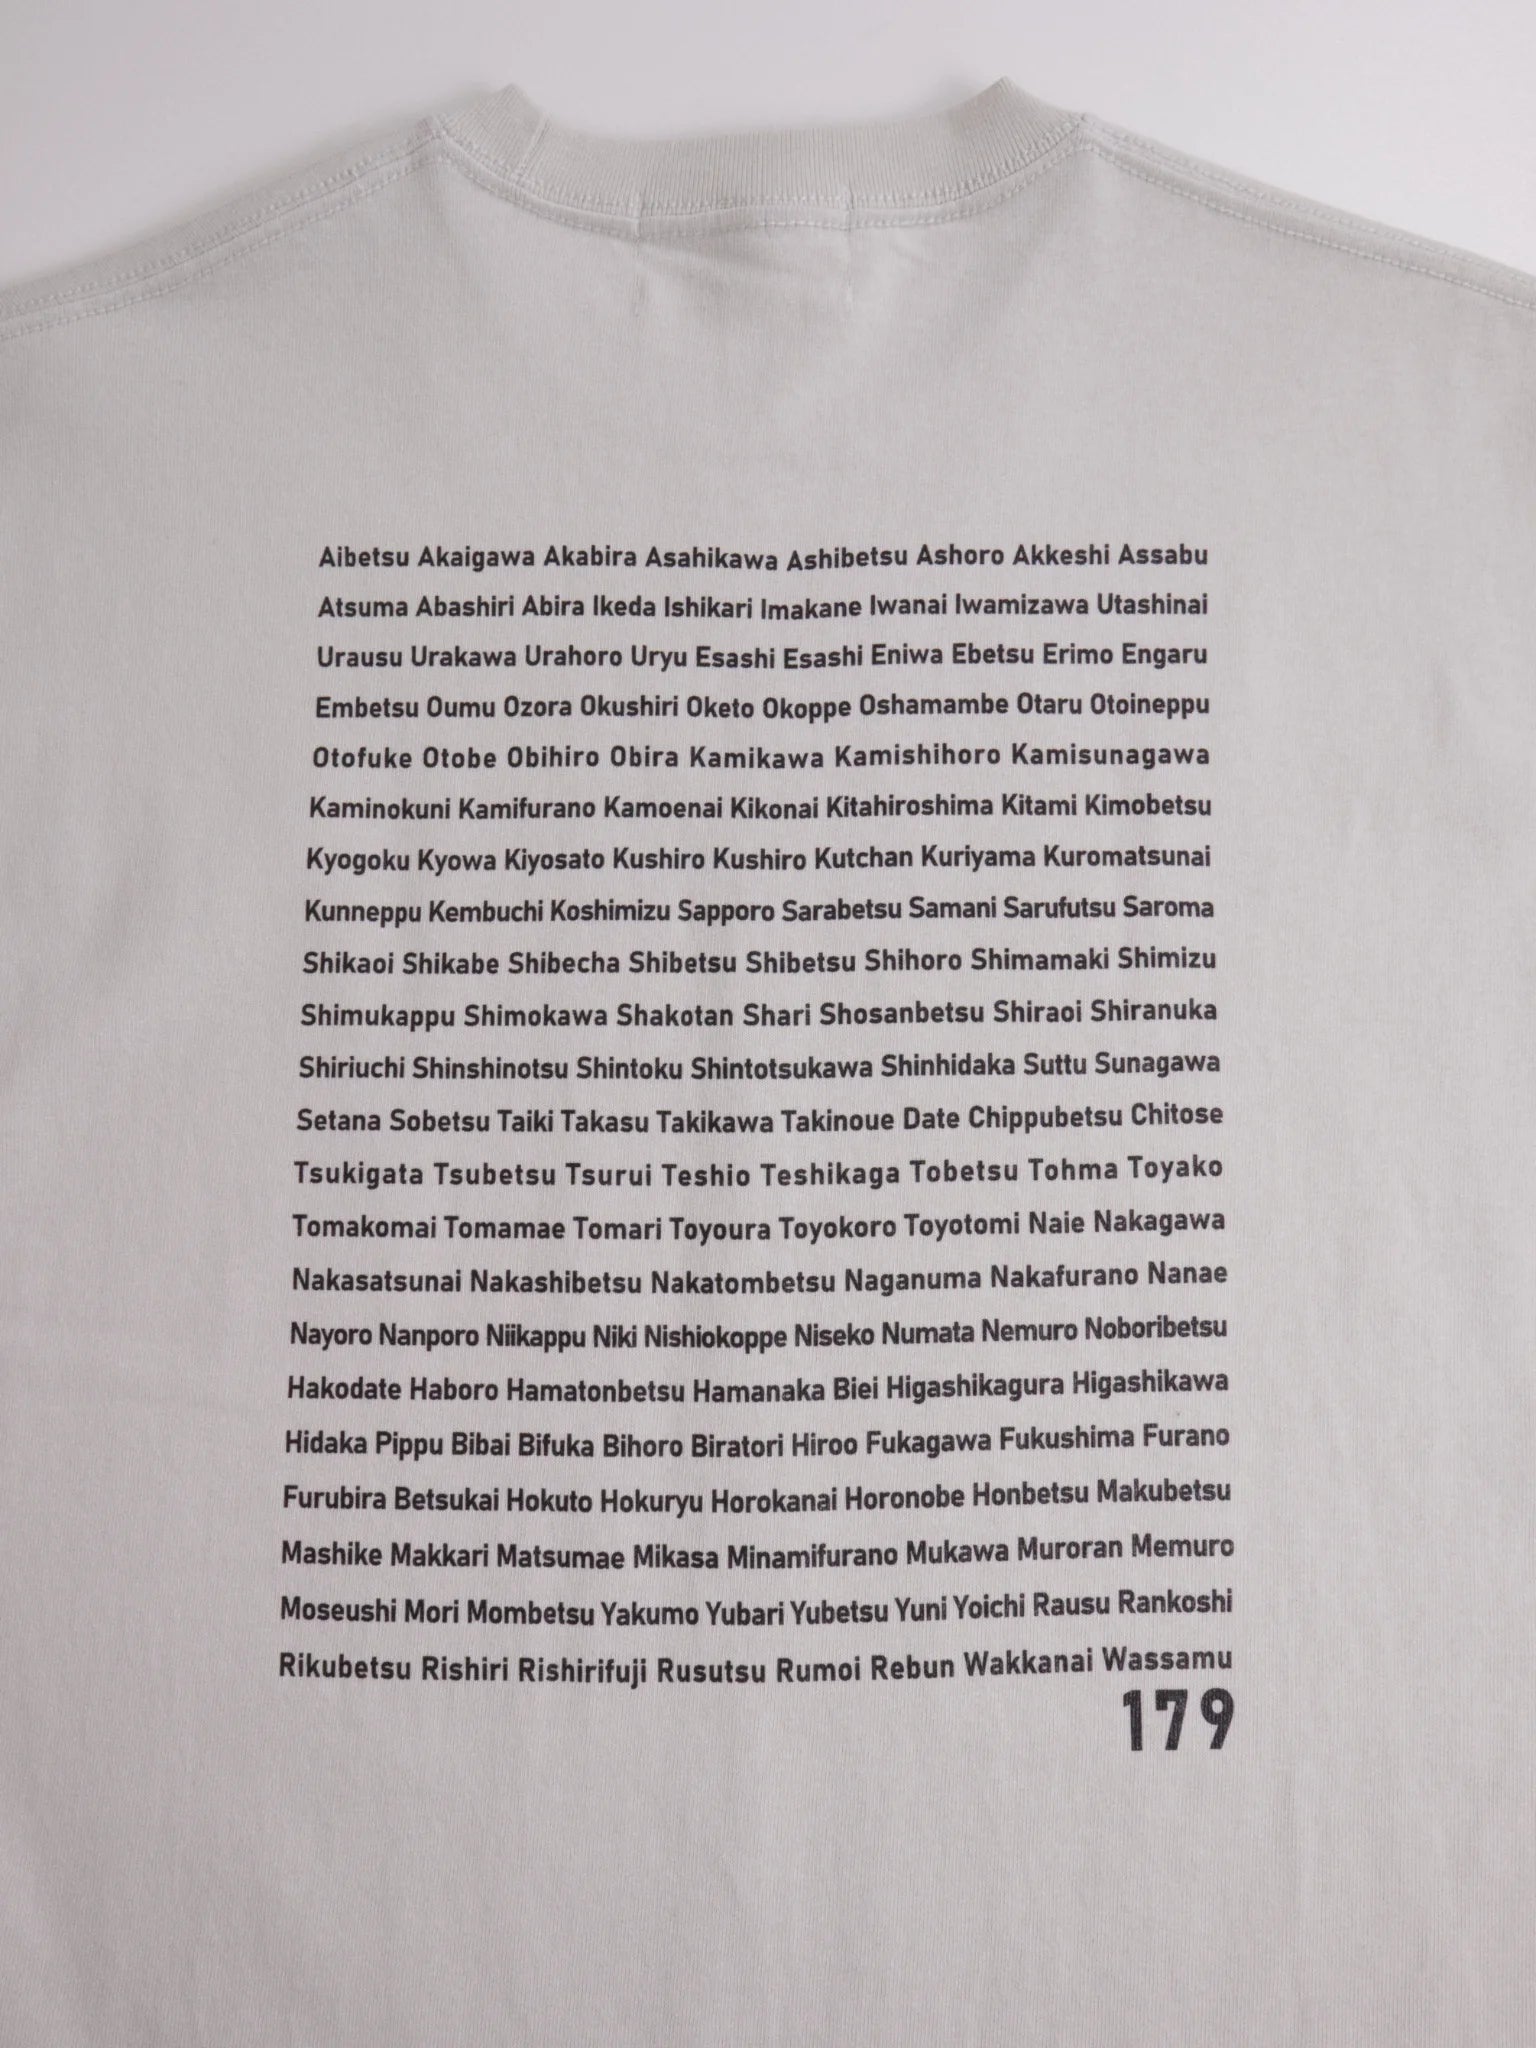 Aibetsu Akaigawa Akabira Asahikawa Ashibetsu Ashoro Akkeshi Assabu
Atsuma Abashiri Abira Ikeda Ishikari Imakane Iwanai Iwamizawa Utashinai
Urausu Urakawa Urahoro Uryu Esashi Esashi Eniwa Ebetsu Erimo Engaru
Embetsu Oumu Ozora Okushiri Oketo Okoppe Oshamambe Otaru Otoineppu
Otofuke Otobe Obihiro Obira Kamikawa Kamishihoro Kamisunagawa
Kaminokuni Kamifurano Kamoenai Kikonai Kitahiroshima Kitami Kimobetsu
Kyogoku Kyowa Kiyosato Kushiro Kushiro Kutchan Kuriyama Kuromatsunai
Kunneppu Kembuchi Koshimizu Sapporo Sarabetsu Samani Sarufutsu Saroma
Shikaoi Shikabe Shibecha Shibetsu Shibetsu Shihoro Shimamaki Shimizu
Shimukappu Shimokawa Shakotan Shari Shosanbetsu Shiraoi Shiranuka
Shiriuchi Shinshinotsu Shintoku Shintotsukawa Shinhidaka Suttu Sunagawa
Setana Sobetsu Taiki Takasu Takikawa Takinoue Date Chippubetsu Chitose
Tsukigata Tsubetsu Tsurui Teshio Teshikaga Tobetsu Tohma Toyako
Tomakomai Tomamae Tomari Toyoura Toyokoro Toyotomi Naie Nakagawa
Nakasatsunai Nakashibetsu Nakatombetsu Naganuma Nakafurano Nanae
Nayoro Nanporo Niikappu Niki Nishiokoppe Niseko Numata Nemuro Noboribetsu
Hakodate Haboro Hamatonbetsu Hamanaka Biei Higashikagura Higashikawa
Hidaka Pippu Bibai Bifuka Bihoro Biratori Hiroo Fukagawa Fukushima Furano
Furubira Betsukai Hokuto Hokuryu Horokanai Horonobe Honbetsu Makubetsu
Mashike Makkari Matsumae Mikasa Minamifurano Mukawa Muroran Memuro
Moseushi Mori Mombetsu Yakumo Yubari Yubetsu Yuni Yoichi Rausu Rankoshi
Rikubetsu Rishiri Rishirifuji Rusutsu Rumoi Rebun Wakkanai Wassamu
179